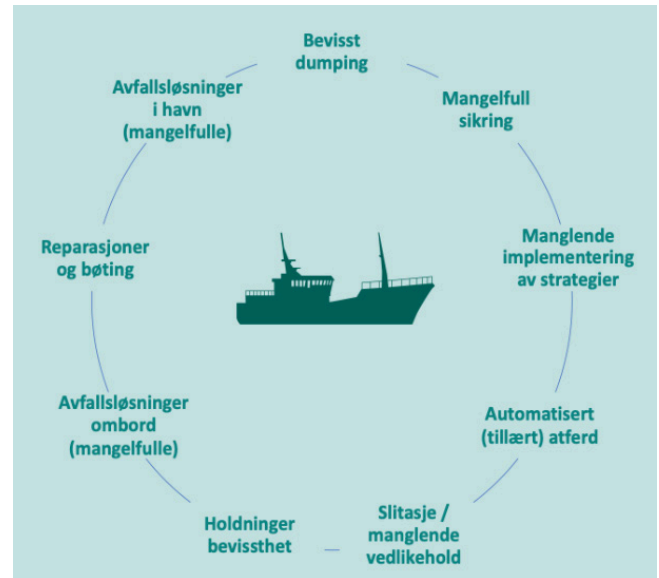 Bevisst
dumping
Mangelfull
sikring
Manglende
implementering
av strategier
Automatisert
(tillært) atferd
Slitasje /
manglende
vedlikehold
Holdninger
bevissthet
Avfallsløsninger
ombord
(mangelfulle)
Reparasjoner
og bøting
Avfallsløsninger
i havn
(mangelfulle)